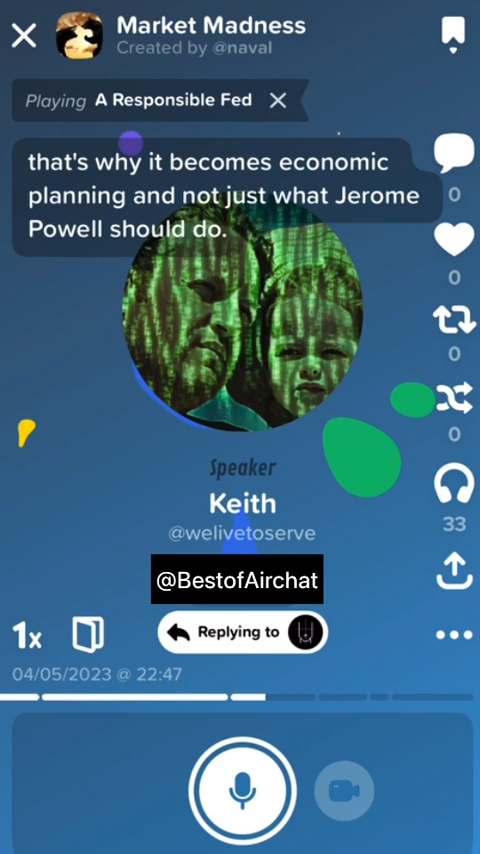 Market Madness
Created by @naval
Playing A Responsible Fed
that's why it becomes economic
planning and not just what Jerome
Powell should do.
0
0
0
0
33
Speaker
Keith
@welivetoserve
@BestofAirchat
1x
Replying to
04/05/2023 @ 22:47